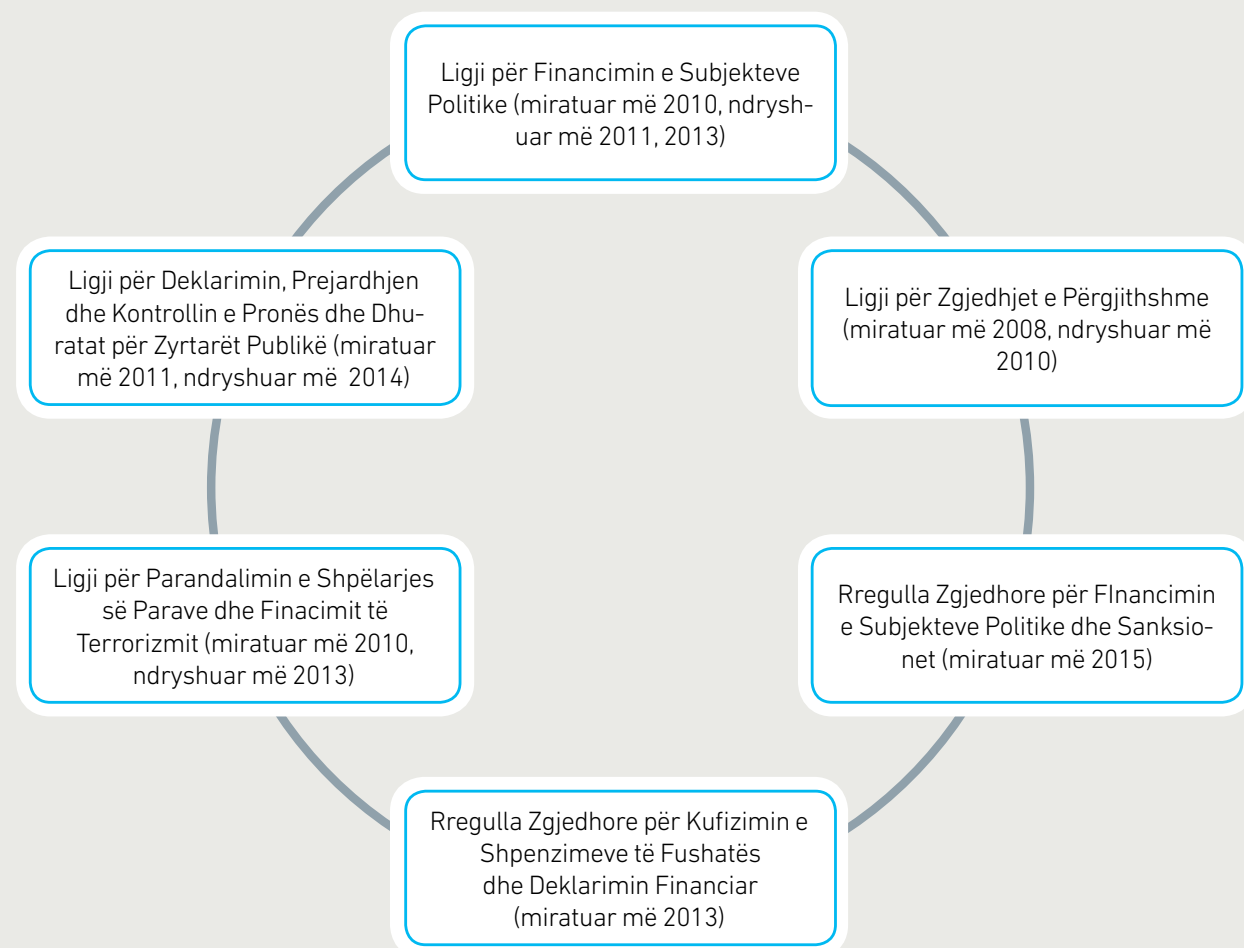 Ligji për Financimin e Subjekteve
Politike (miratuar më 2010, ndrysh-
uar më 2011, 2013)
Ligji për Zgjedhjet e Përgjithshme
(miratuar më 2008, ndryshuar më
2010)
Rregulla Zgjedhore për FInancimin
e Subjekteve Politike dhe Sanksio-
net (miratuar më 2015)
Rregulla Zgjedhore për Kufizimin e
Shpenzimeve të Fushatës
dhe Deklarimin Financiar
(miratuar më 2013)
Ligji për Parandalimin e Shpëlarjes
së Parave dhe Finacimit të
Terrorizmit (miratuar më 2010,
ndryshuar më 2013)
Ligji për Deklarimin, Prejardhjen
dhe Kontrollin e Pronës dhe Dhu-
ratat për Zyrtarët Publikë (miratuar
më 2011, ndryshuar më  2014)